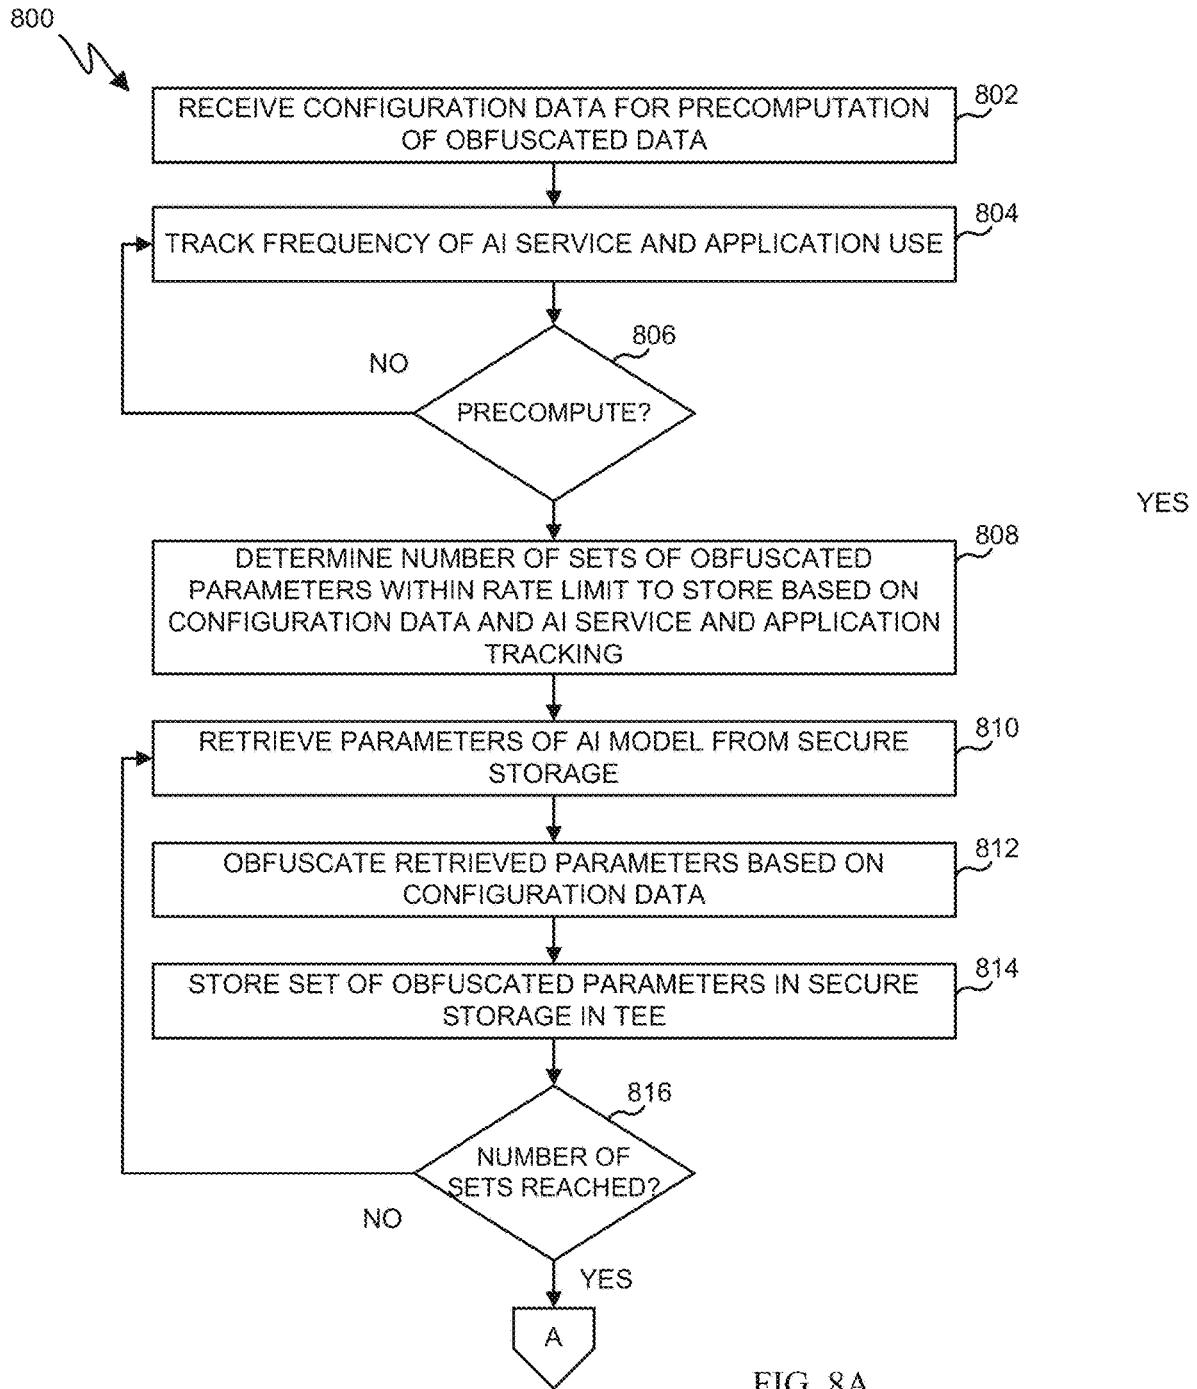 800
RECEIVE CONFIGURATION DATA FOR PRECOMPUTATION
OF OBFUSCATED DATA
802
TRACK FREQUENCY OF AI SERVICE AND APPLICATION USE
804
806
NO
PRECOMPUTE?
YES
DETERMINE NUMBER OF SETS OF OBFUSCATED
PARAMETERS WITHIN RATE LIMIT TO STORE BASED ON
CONFIGURATION DATA AND AI SERVICE AND APPLICATION
TRACKING
808
RETRIEVE PARAMETERS OF AI MODEL FROM SECURE
STORAGE
810
OBFUSCATE RETRIEVED PARAMETERS BASED ON
CONFIGURATION DATA
812
STORE SET OF OBFUSCATED PARAMETERS IN SECURE
STORAGE IN TEE
814
816
NUMBER OF
SETS REACHED?
NO
YES
A
FIG. 8A